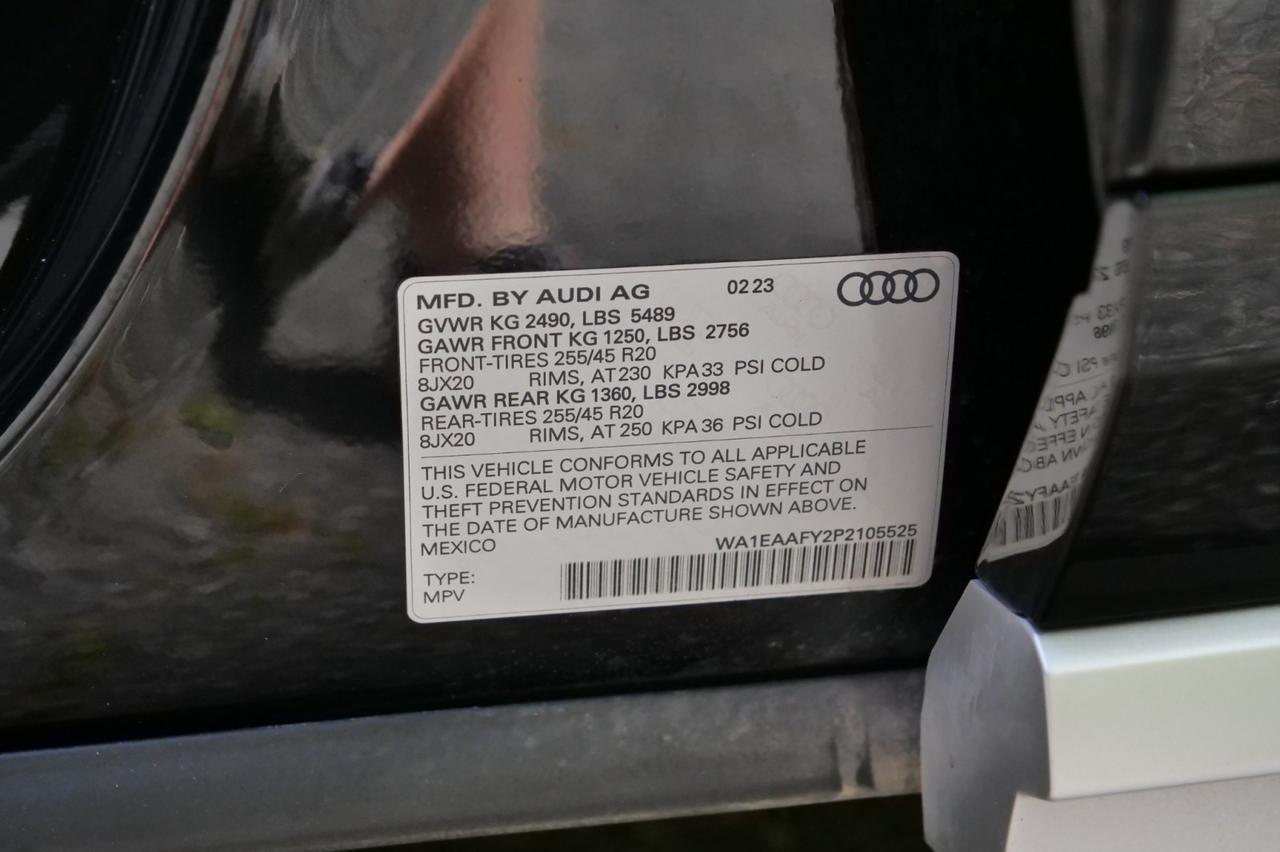 MFD. BY AUDI AG 02 23
GVWR KG 2490, LBS 5489
GAWR FRONT KG 1250, LBS 2756
FRONT-TIRES 255/45 R20
8JX20 RIMS, AT 230 KPA 33 PSI COLD
GAWR REAR KG 1360, LBS 2998
REAR-TIRES 255/45 R20
8JX20 RIMS, AT 250 KPA 36 PSI COLD
THIS VEHICLE CONFORMS TO ALL APPLICABLE
U.S. FEDERAL MOTOR VEHICLE SAFETY AND
THEFT PREVENTION STANDARDS IN EFFECT ON
THE DATE OF MANUFACTURE SHOWN ABOVE.
MEXICO WA1EAAFY2P2105525
TYPE:
MPV